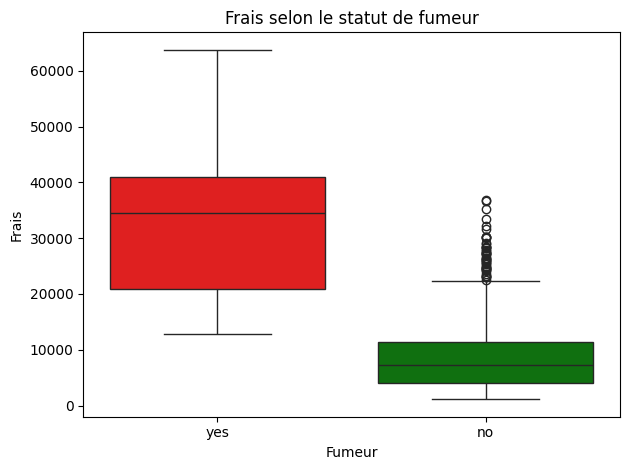 Frais selon le statut de fumeur
Frais
60000
50000
40000
30000
20000
10000
0
yes
no
Fumeur